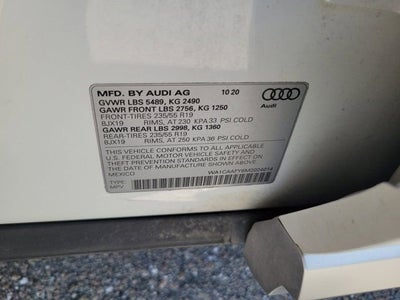 MFD. BY AUDI AG 10 20
GVWR LBS 5489, KG 2490
GAWR FRONT LBS 2756, KG 1250
FRONT-TIRES 235/55 R19
8JX19 RIMS, AT 230 KPA 33 PSI COLD
GAWR REAR LBS 2998, KG 1360
REAR-TIRES 235/55 R19
8JX19 RIMS, AT 250 KPA 36 PSI COLD
THIS VEHICLE CONFORMS TO ALL APPLICABLE
U.S. FEDERAL MOTOR VEHICLE SAFETY AND
THEFT PREVENTION STANDARDS IN EFFECT ON
THE DATE OF MANUFACTURE SHOWN ABOVE
TYPE:
MPV
MEXICO
Audi